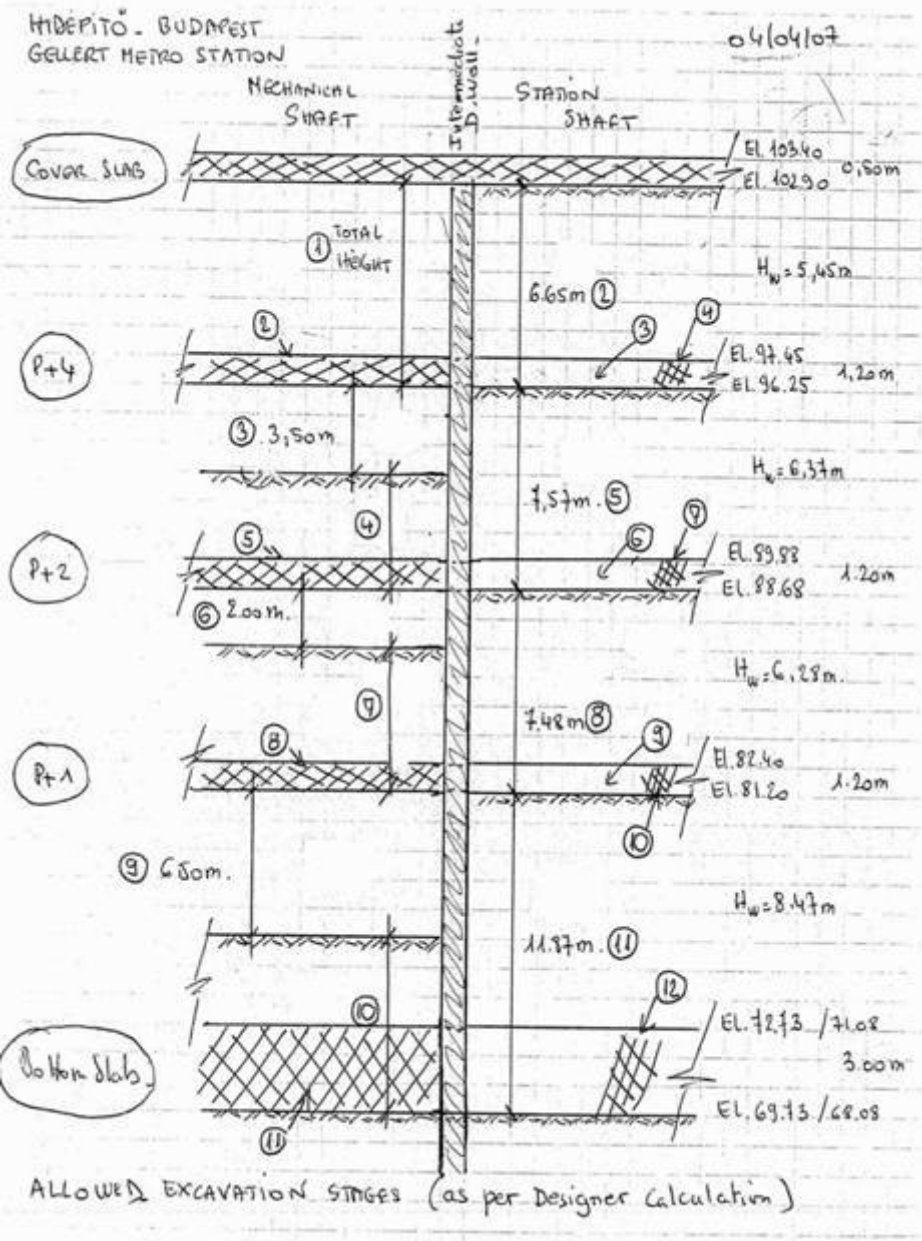 HIDÉPITŐ. BUDAPEST
GELLERT METRO STATION
04/04/07
MECHANICAL
SHAFT
Intermediate
D. wall
STATION
SHAFT
COVER SLAB
El. 103.40
0,50m
El. 102.90
① TOTAL
HEIGHT
Hw = 5,45m
6.65m ②
②
③
④
P+4
El. 97.45
1,20m
El. 96.25
③ 3,50m
Hw = 6,37m
④
7,57m. ⑤
⑤
⑥
⑦
P+2
El. 89.88
1.20m
El. 88.68
⑥ 2.00m.
Hw = 6,28m.
⑦
7,48m ⑧
⑧
⑨
P+1
El. 82.40
1.20m
El. 81.20
⑩
⑨ 6.50m.
Hw = 8.47m
11.87m. ⑪
⑩
⑫
El. 72,73 / 71.08
Bottom Slab
3.00m
El. 69.73 / 68.08
⑪
ALLOWED EXCAVATION STAGES (as per Designer Calculation)